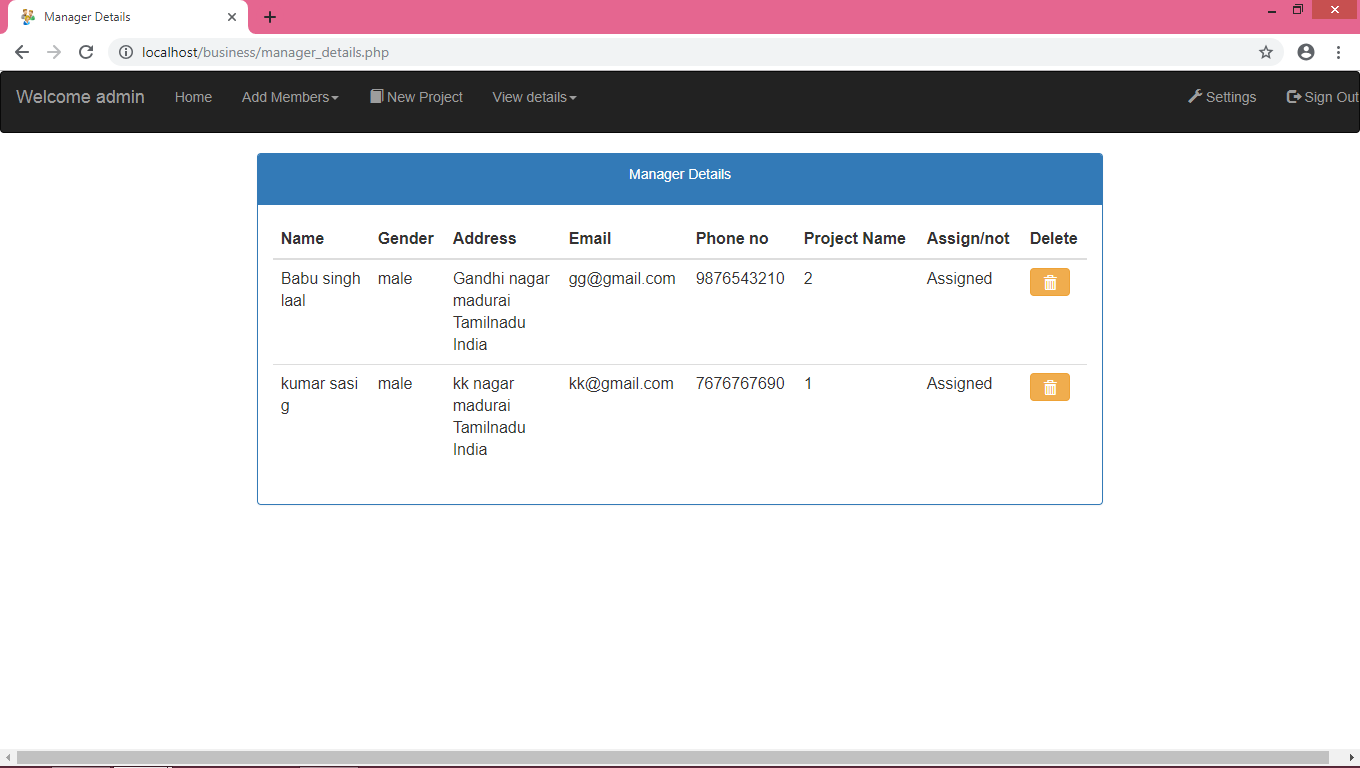 Manager Details
localhost/business/manager_details.php
Welcome admin Home Add Members New Project View details Settings Sign Out
Manager Details
Name Gender Address Email Phone no Project Name Assign/not Delete
Babu singh male Gandhi nagar gg@gmail.com 9876543210 2 Assigned
laal madurai
Tamilnadu
India
kumar sasi male kk nagar kk@gmail.com 7676767690 1 Assigned
g madurai
Tamilnadu
India